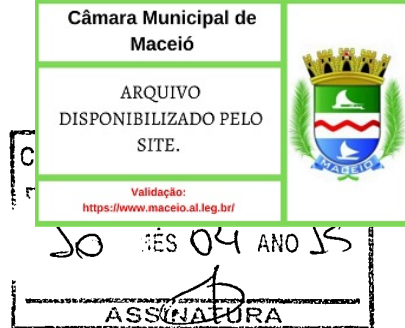 Câmara Municipal de
Maceió
ARQUIVO
DISPONIBILIZADO PELO
SITE.
Validação:
https://www.maceio.al.leg.br/
MACEIÓ
MÊS 04 ANO 15
ASSINATURA